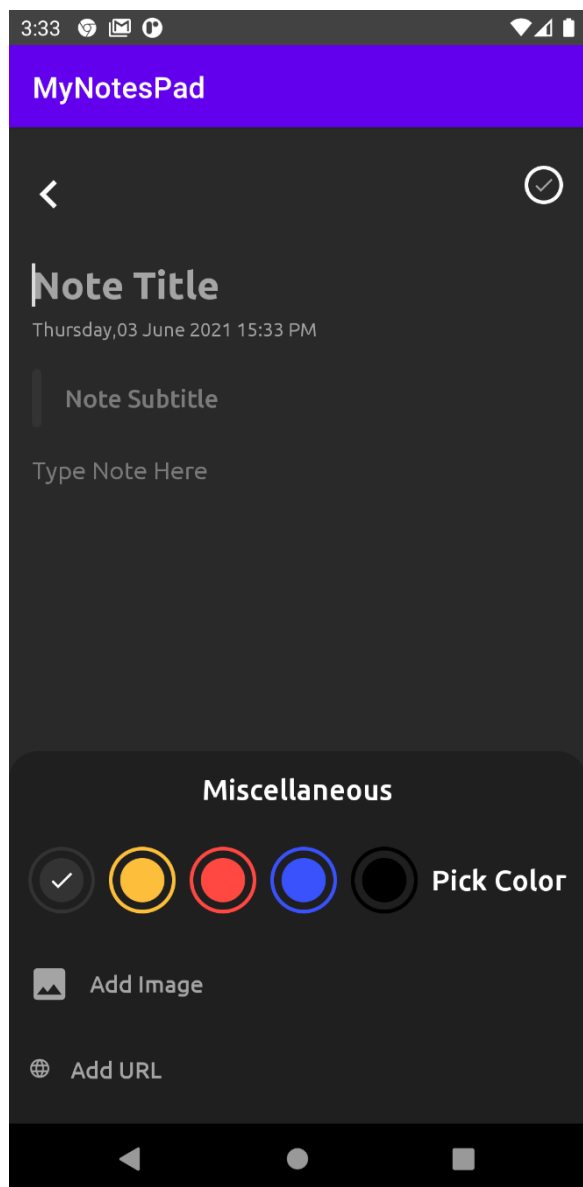 3:33
MyNotesPad
Note Title
Thursday,03 June 2021 15:33 PM
Note Subtitle
Type Note Here
Miscellaneous
Pick Color
Add Image
Add URL